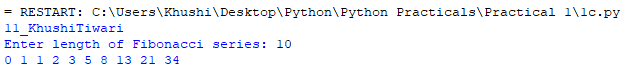 = RESTART: C:\Users\Khushi\Desktop\Python\Python Practicals\Practical 1\1c.py
11_KhushiTiwari
Enter length of Fibonacci series: 10
0 1 1 2 3 5 8 13 21 34